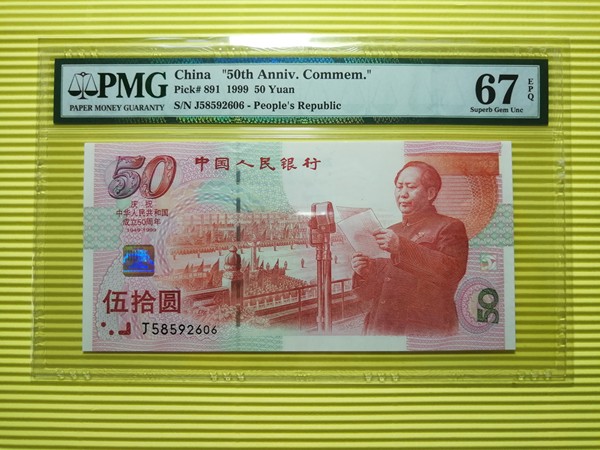 PMG
PAPER MONEY GUARANTY
China "50th Anniv. Commem."
Pick# 891 1999 50 Yuan
S/N J58592606 - People's Republic
67
EPQ
Superb Gem Unc
50
中国人民银行
庆祝
中华人民共和国
成立50周年
1949-1999
伍拾圆
J58592606
50